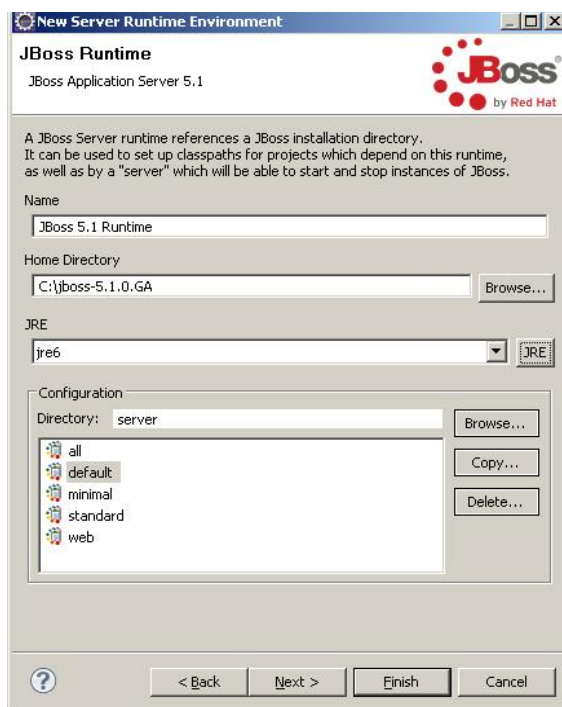 New Server Runtime Environment
JBoss Runtime
JBoss Application Server 5.1
JBoss
by Red Hat
A JBoss Server runtime references a JBoss installation directory.
It can be used to set up classpaths for projects which depend on this runtime,
as well as by a "server" which will be able to start and stop instances of JBoss.
Name
JBoss 5.1 Runtime
Home Directory
C:\jboss-5.1.0.GA
Browse...
JRE
jre6
JRE
Configuration
Directory: server
Browse...
all
default
Copy...
minimal
Delete...
standard
web
?
< Back
Next >
Finish
Cancel